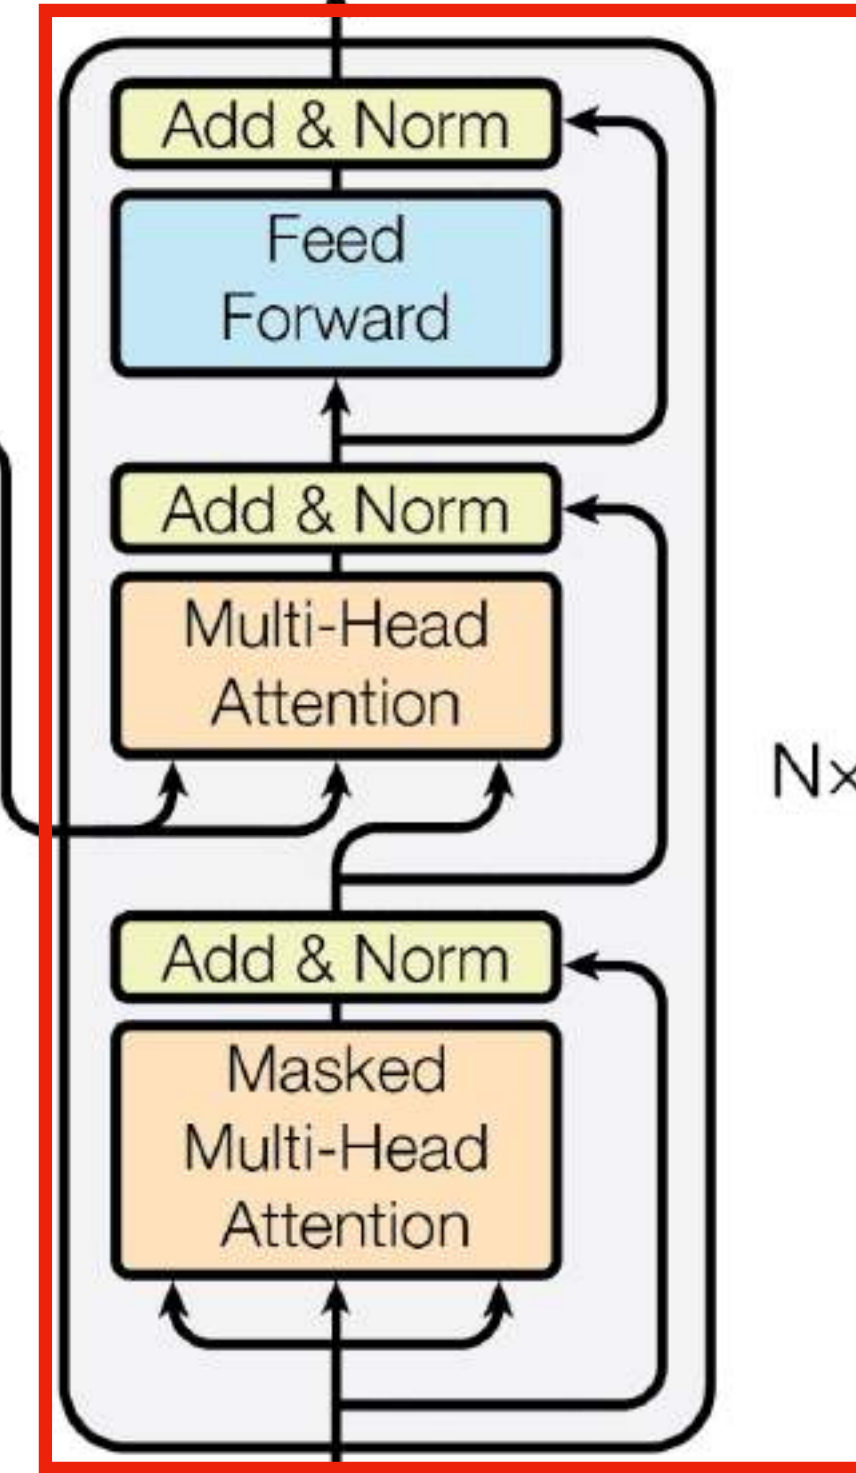 Add & Norm
Feed
Forward
Add & Norm
Multi-Head
Attention
N×
Add & Norm
Masked
Multi-Head
Attention